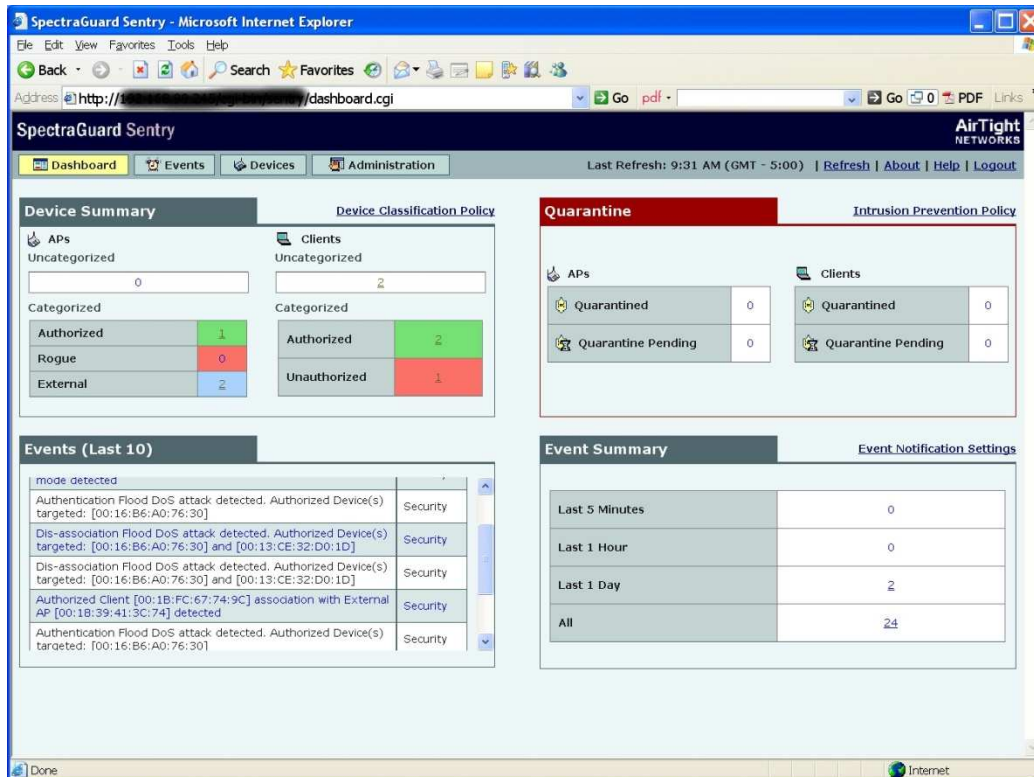 SpectraGuard Sentry - Microsoft Internet Explorer
File Edit View Favorites Tools Help
Back Search Favorites
Address http:// /dashboard.cgi Go pdf Go 0 PDF Links
SpectraGuard Sentry
AirTight
NETWORKS
Dashboard Events Devices Administration Last Refresh: 9:31 AM (GMT - 5:00) | Refresh | About | Help | Logout
Device Summary Device Classification Policy
APs Clients
Uncategorized Uncategorized
0 2
Categorized Categorized
Authorized 1
Rogue 0
External 2
Authorized 2
Unauthorized 1
Quarantine Intrusion Prevention Policy
APs Clients
Quarantined 0 Quarantined 0
Quarantine Pending 0 Quarantine Pending 0
Events (Last 10)
mode detected
Authentication Flood DoS attack detected. Authorized Device(s)
targeted: [00:16:B6:A0:76:30]
Security
Dis-association Flood DoS attack detected. Authorized Device(s)
targeted: [00:16:B6:A0:76:30] and [00:13:CE:32:D0:1D]
Security
Dis-association Flood DoS attack detected. Authorized Device(s)
targeted: [00:16:B6:A0:76:30] and [00:13:CE:32:D0:1D]
Security
Authorized Client [00:1B:FC:67:74:9C] association with External
AP [00:18:39:41:3C:74] detected
Security
Authentication Flood DoS attack detected. Authorized Device(s)
targeted: [00:16:B6:A0:76:30]
Security
Event Summary Event Notification Settings
Last 5 Minutes 0
Last 1 Hour 0
Last 1 Day 2
All 24
Done Internet